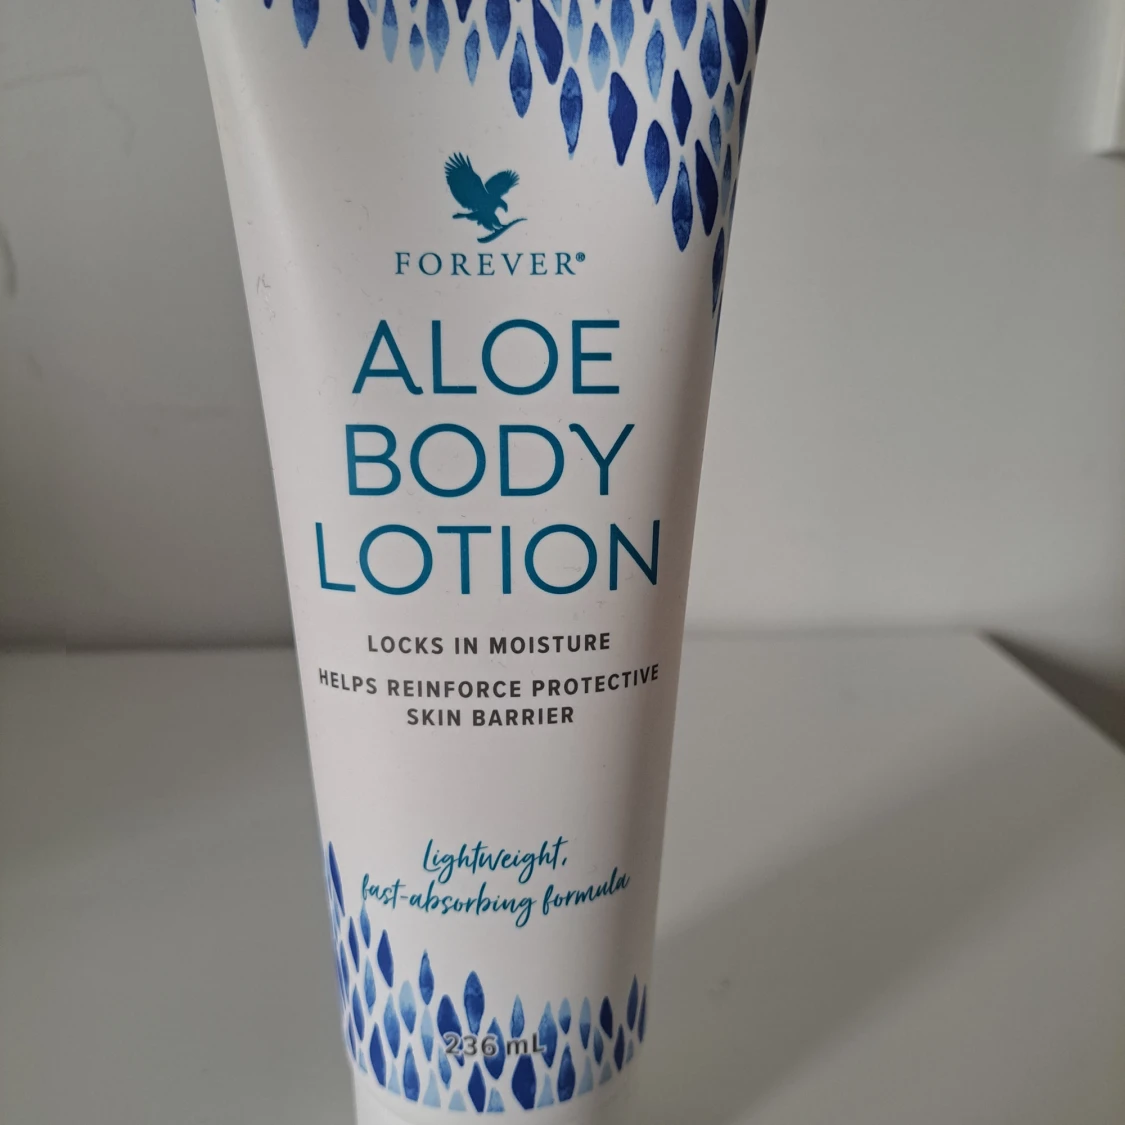 FOREVER®
ALOE
BODY
LOTION
LOCKS IN MOISTURE
HELPS REINFORCE PROTECTIVE
SKIN BARRIER
Lightweight,
fast-absorbing formula
236 mL